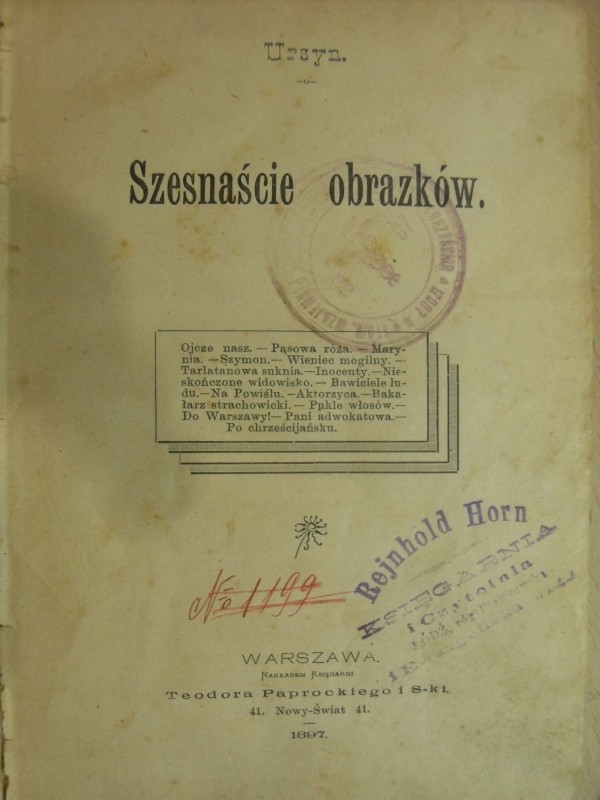 Ursyn.
Szesnaście obrazków.
Ojcze nasz. — Pąsowa róża. — Mary-
nia. —Szymon.— Wieniec mogilny. —
Tarlatanowa suknia.—Inocenty.—Nie-
skończone widowisko. — Bawiciele lu-
du.—Na Powiślu. —Aktorzyca.—Baka-
łarz strachowicki. — Pukle włosów.—
Do Warszawy!— Pani adwokatowa.—
Po chrześcijańsku.
Rejnhold Horn
KSIĘGARNIA
i Czytelnia
№ 1199
WARSZAWA.
Nakładem Księgarni
Teodora Paprockiego i S-ki.
41. Nowy-Świat 41.
1897.